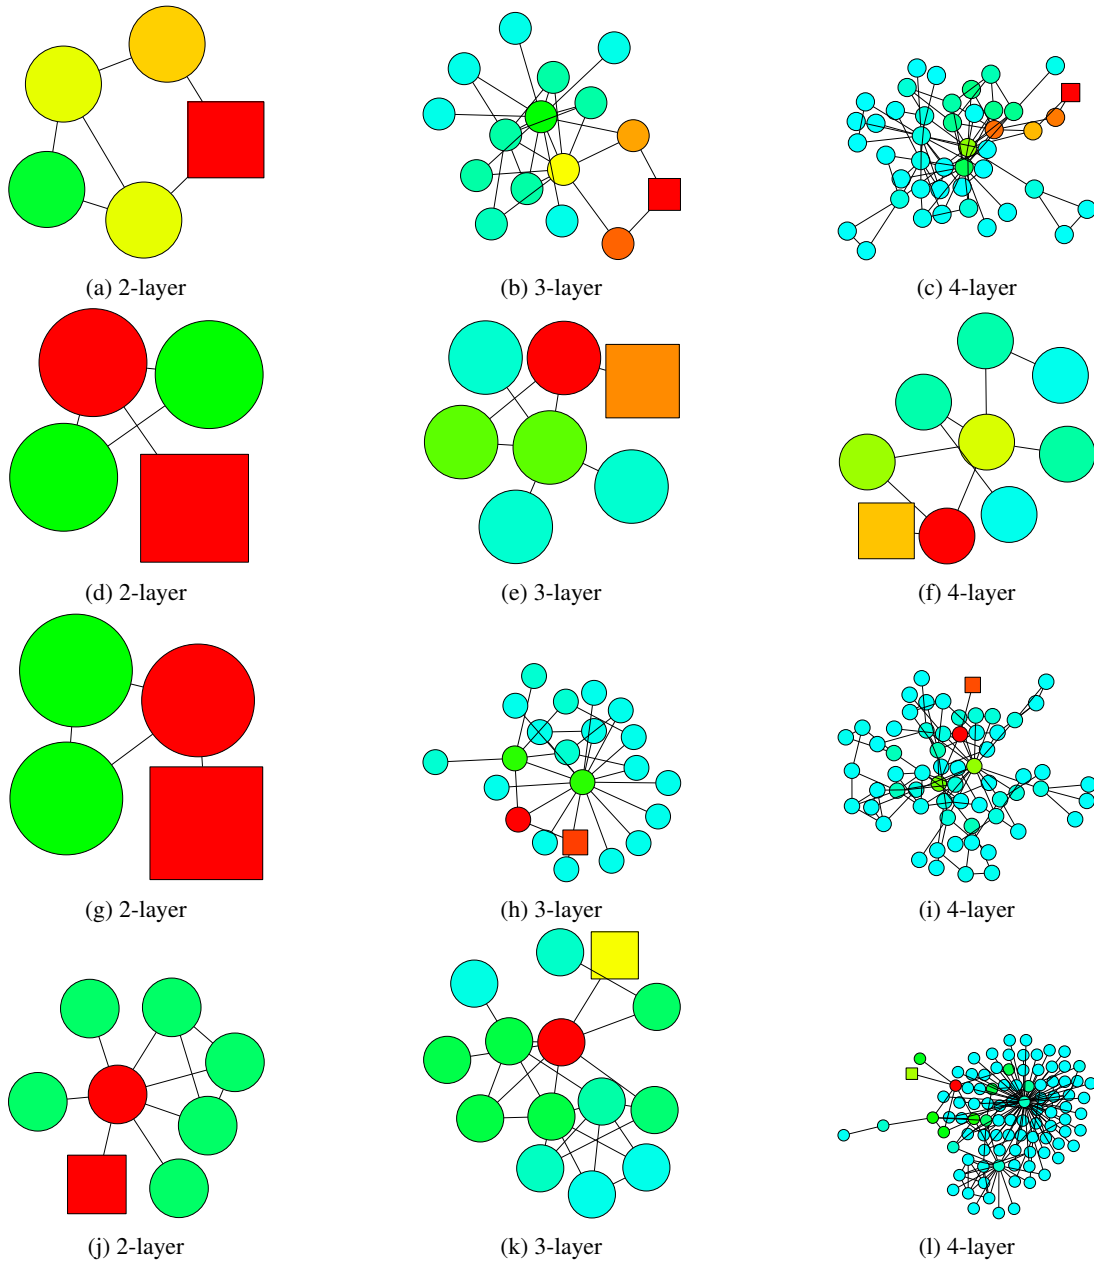 (a) 2-layer
(b) 3-layer
(c) 4-layer
(d) 2-layer
(e) 3-layer
(f) 4-layer
(g) 2-layer
(h) 3-layer
(i) 4-layer
(j) 2-layer
(k) 3-layer
(l) 4-layer